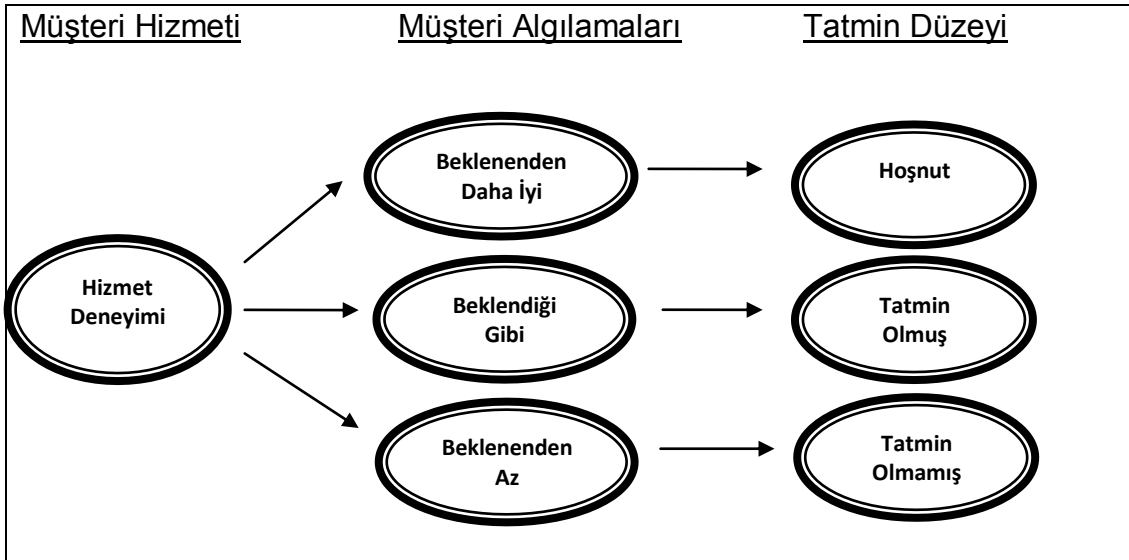 Müşteri Hizmeti
Müşteri Algılamaları
Tatmin Düzeyi
Beklenenden
Daha İyi
Hoşnut
Hizmet
Deneyimi
Beklendiği
Gibi
Tatmin
Olmuş
Beklenenden
Az
Tatmin
Olmamış